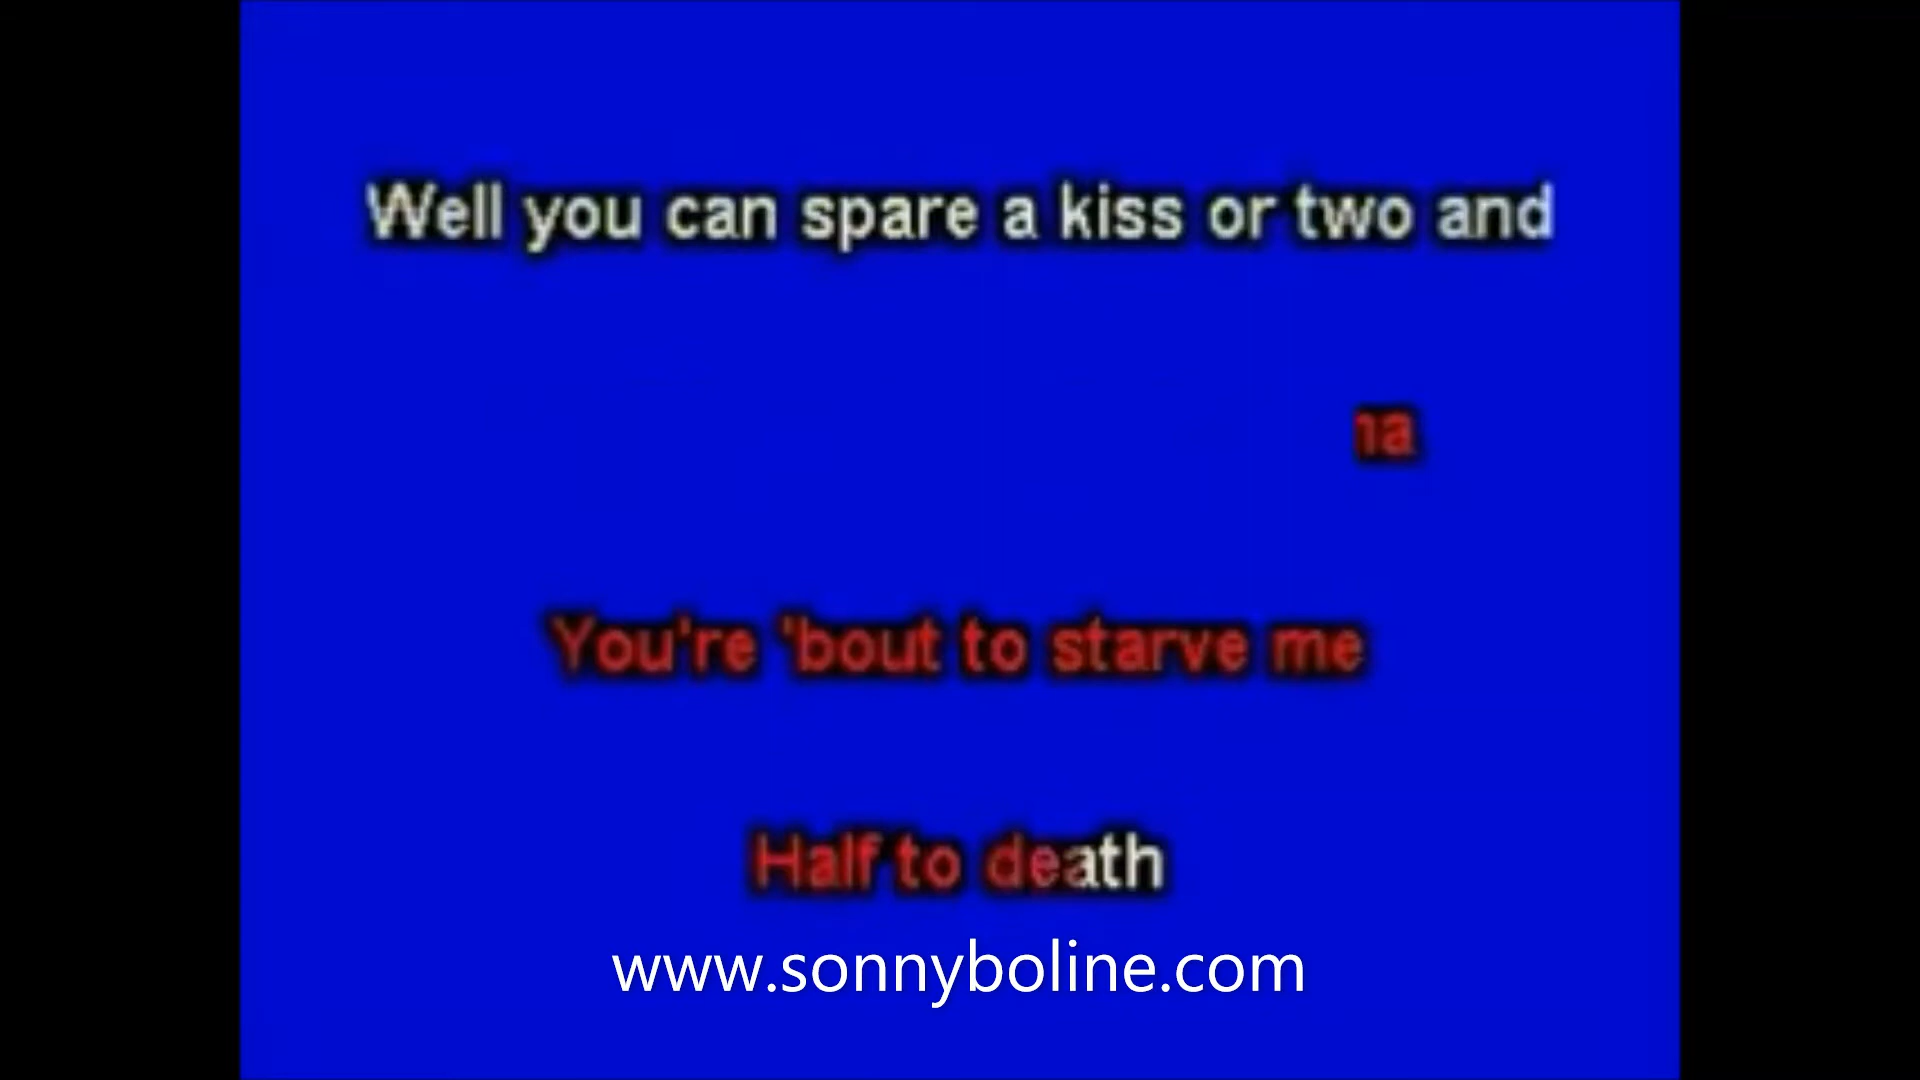 Well you can spare a kiss or two and
na
You're 'bout to starve me
Half to death
www.sonnyboline.com